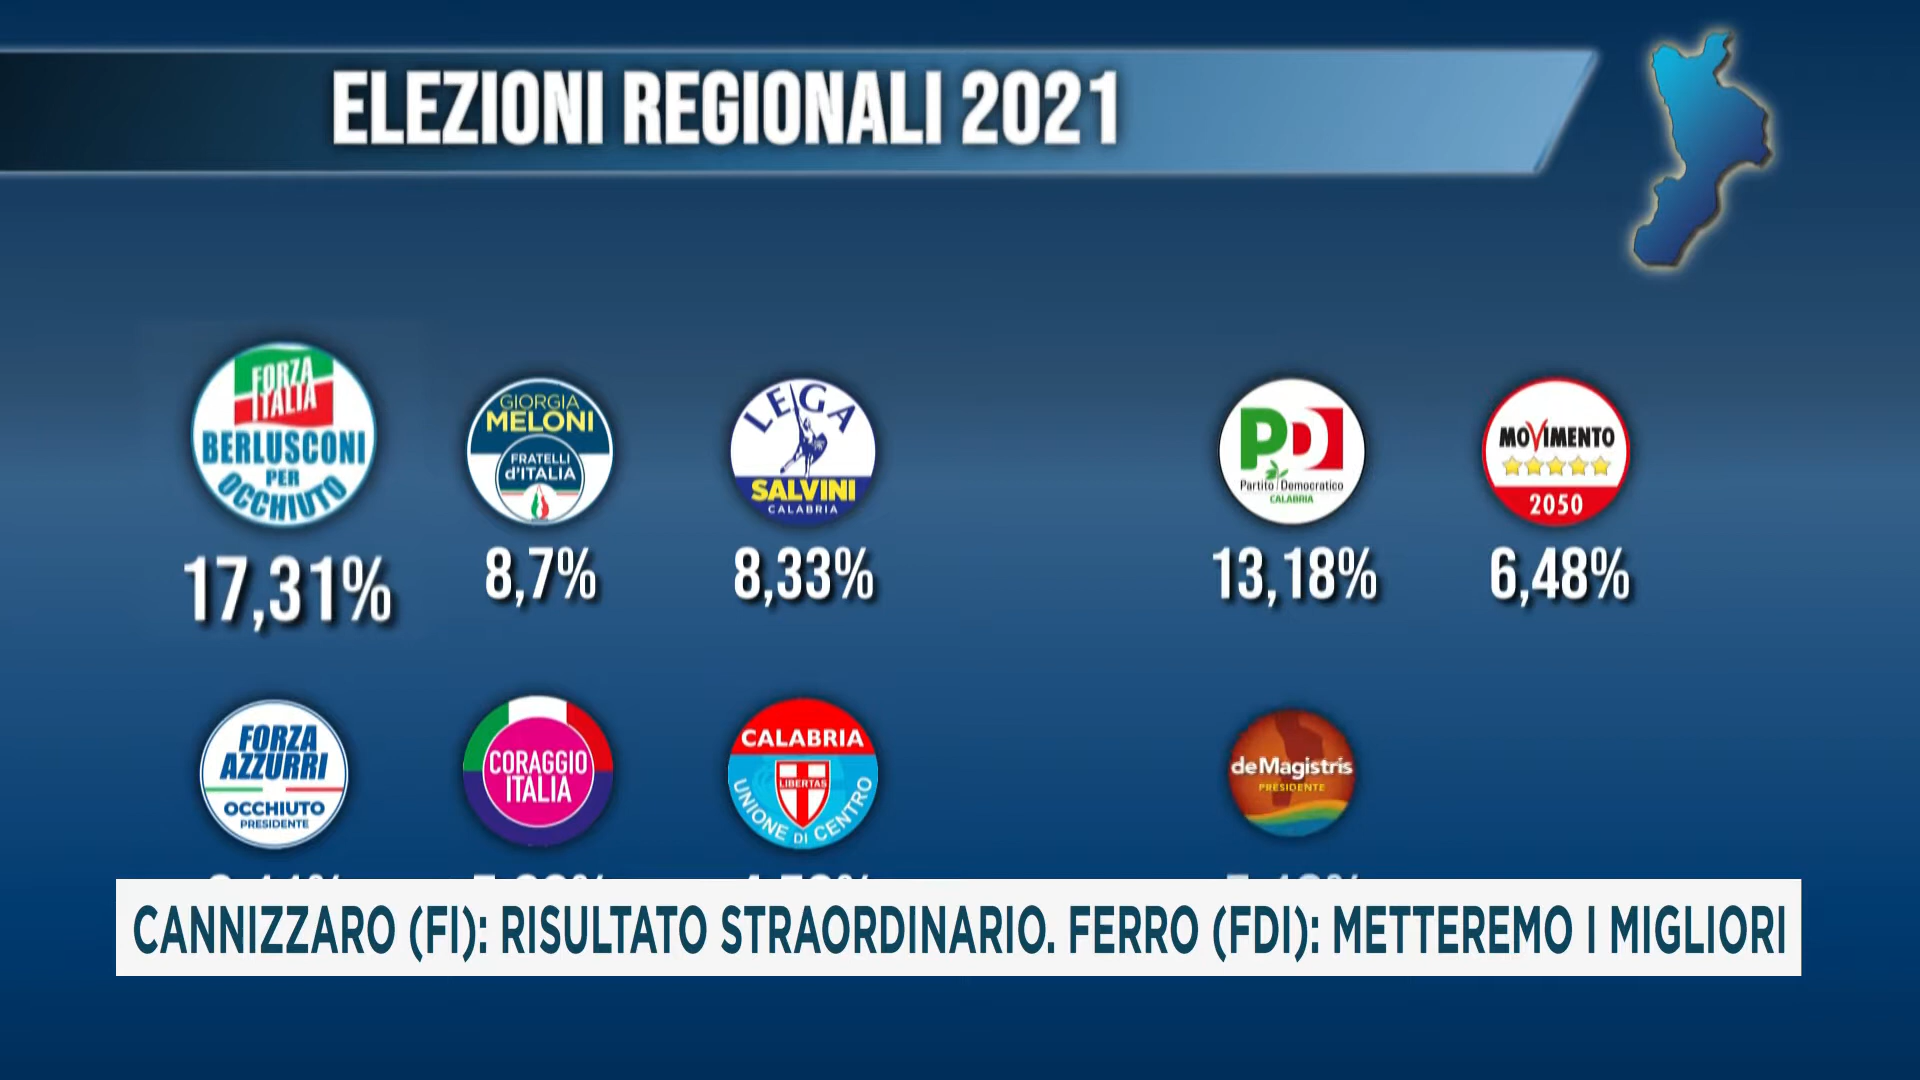 ELEZIONI REGIONALI 2021
FORZA
ITALIA
BERLUSCONI
PER
OCCHIUTO
17,31%
GIORGIA
MELONI
FRATELLI
d'ITALIA
8,7%
LEGA
SALVINI
CALABRIA
8,33%
PD
Partito Democratico
CALABRIA
13,18%
MOVIMENTO
2050
6,48%
FORZA
AZZURRI
OCCHIUTO
PRESIDENTE
CORAGGIO
ITALIA
CALABRIA
LIBERTAS
UNIONE DI CENTRO
deMagistris
PRESIDENTE
CANNIZZARO (FI): RISULTATO STRAORDINARIO. FERRO (FDI): METTEREMO I MIGLIORI